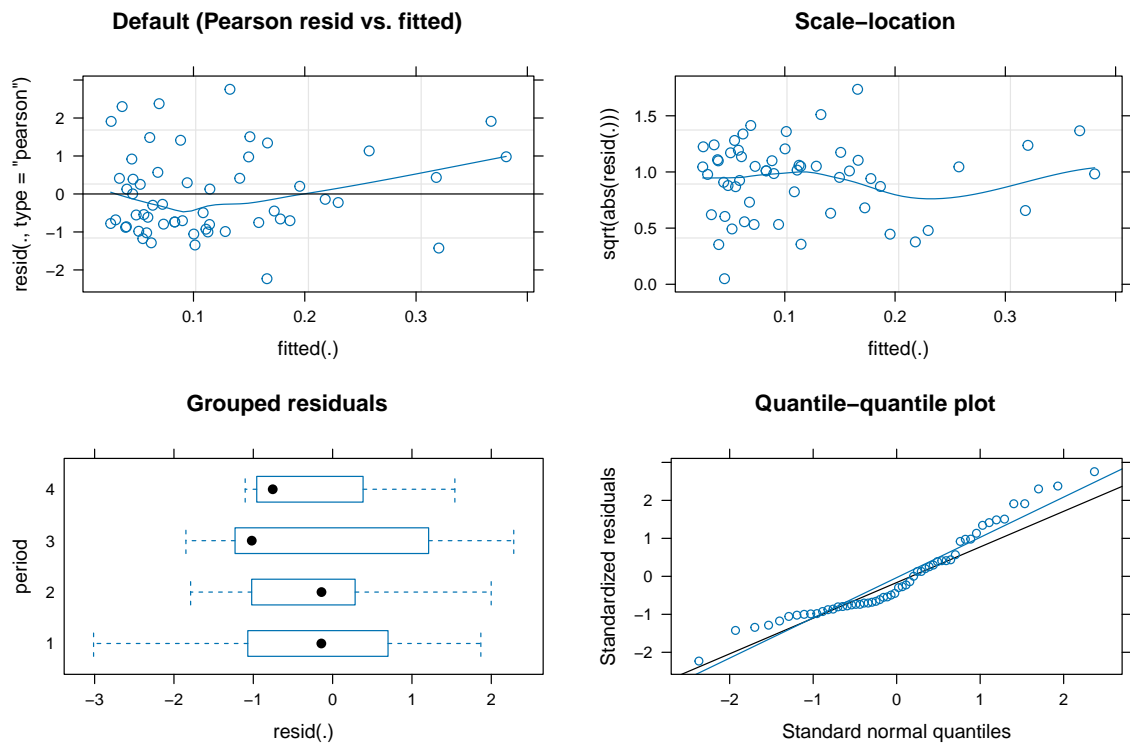 Default (Pearson resid vs. fitted)
resid(., type = "pearson")
2
1
0
−1
−2
0.1
0.2
0.3
fitted(.)
Scale−location
sqrt(abs(resid(.)))
1.5
1.0
0.5
0.0
0.1
0.2
0.3
fitted(.)
Grouped residuals
period
4
3
2
1
−3
−2
−1
0
1
2
resid(.)
Quantile−quantile plot
Standardized residuals
2
1
0
−1
−2
−2
−1
0
1
2
Standard normal quantiles